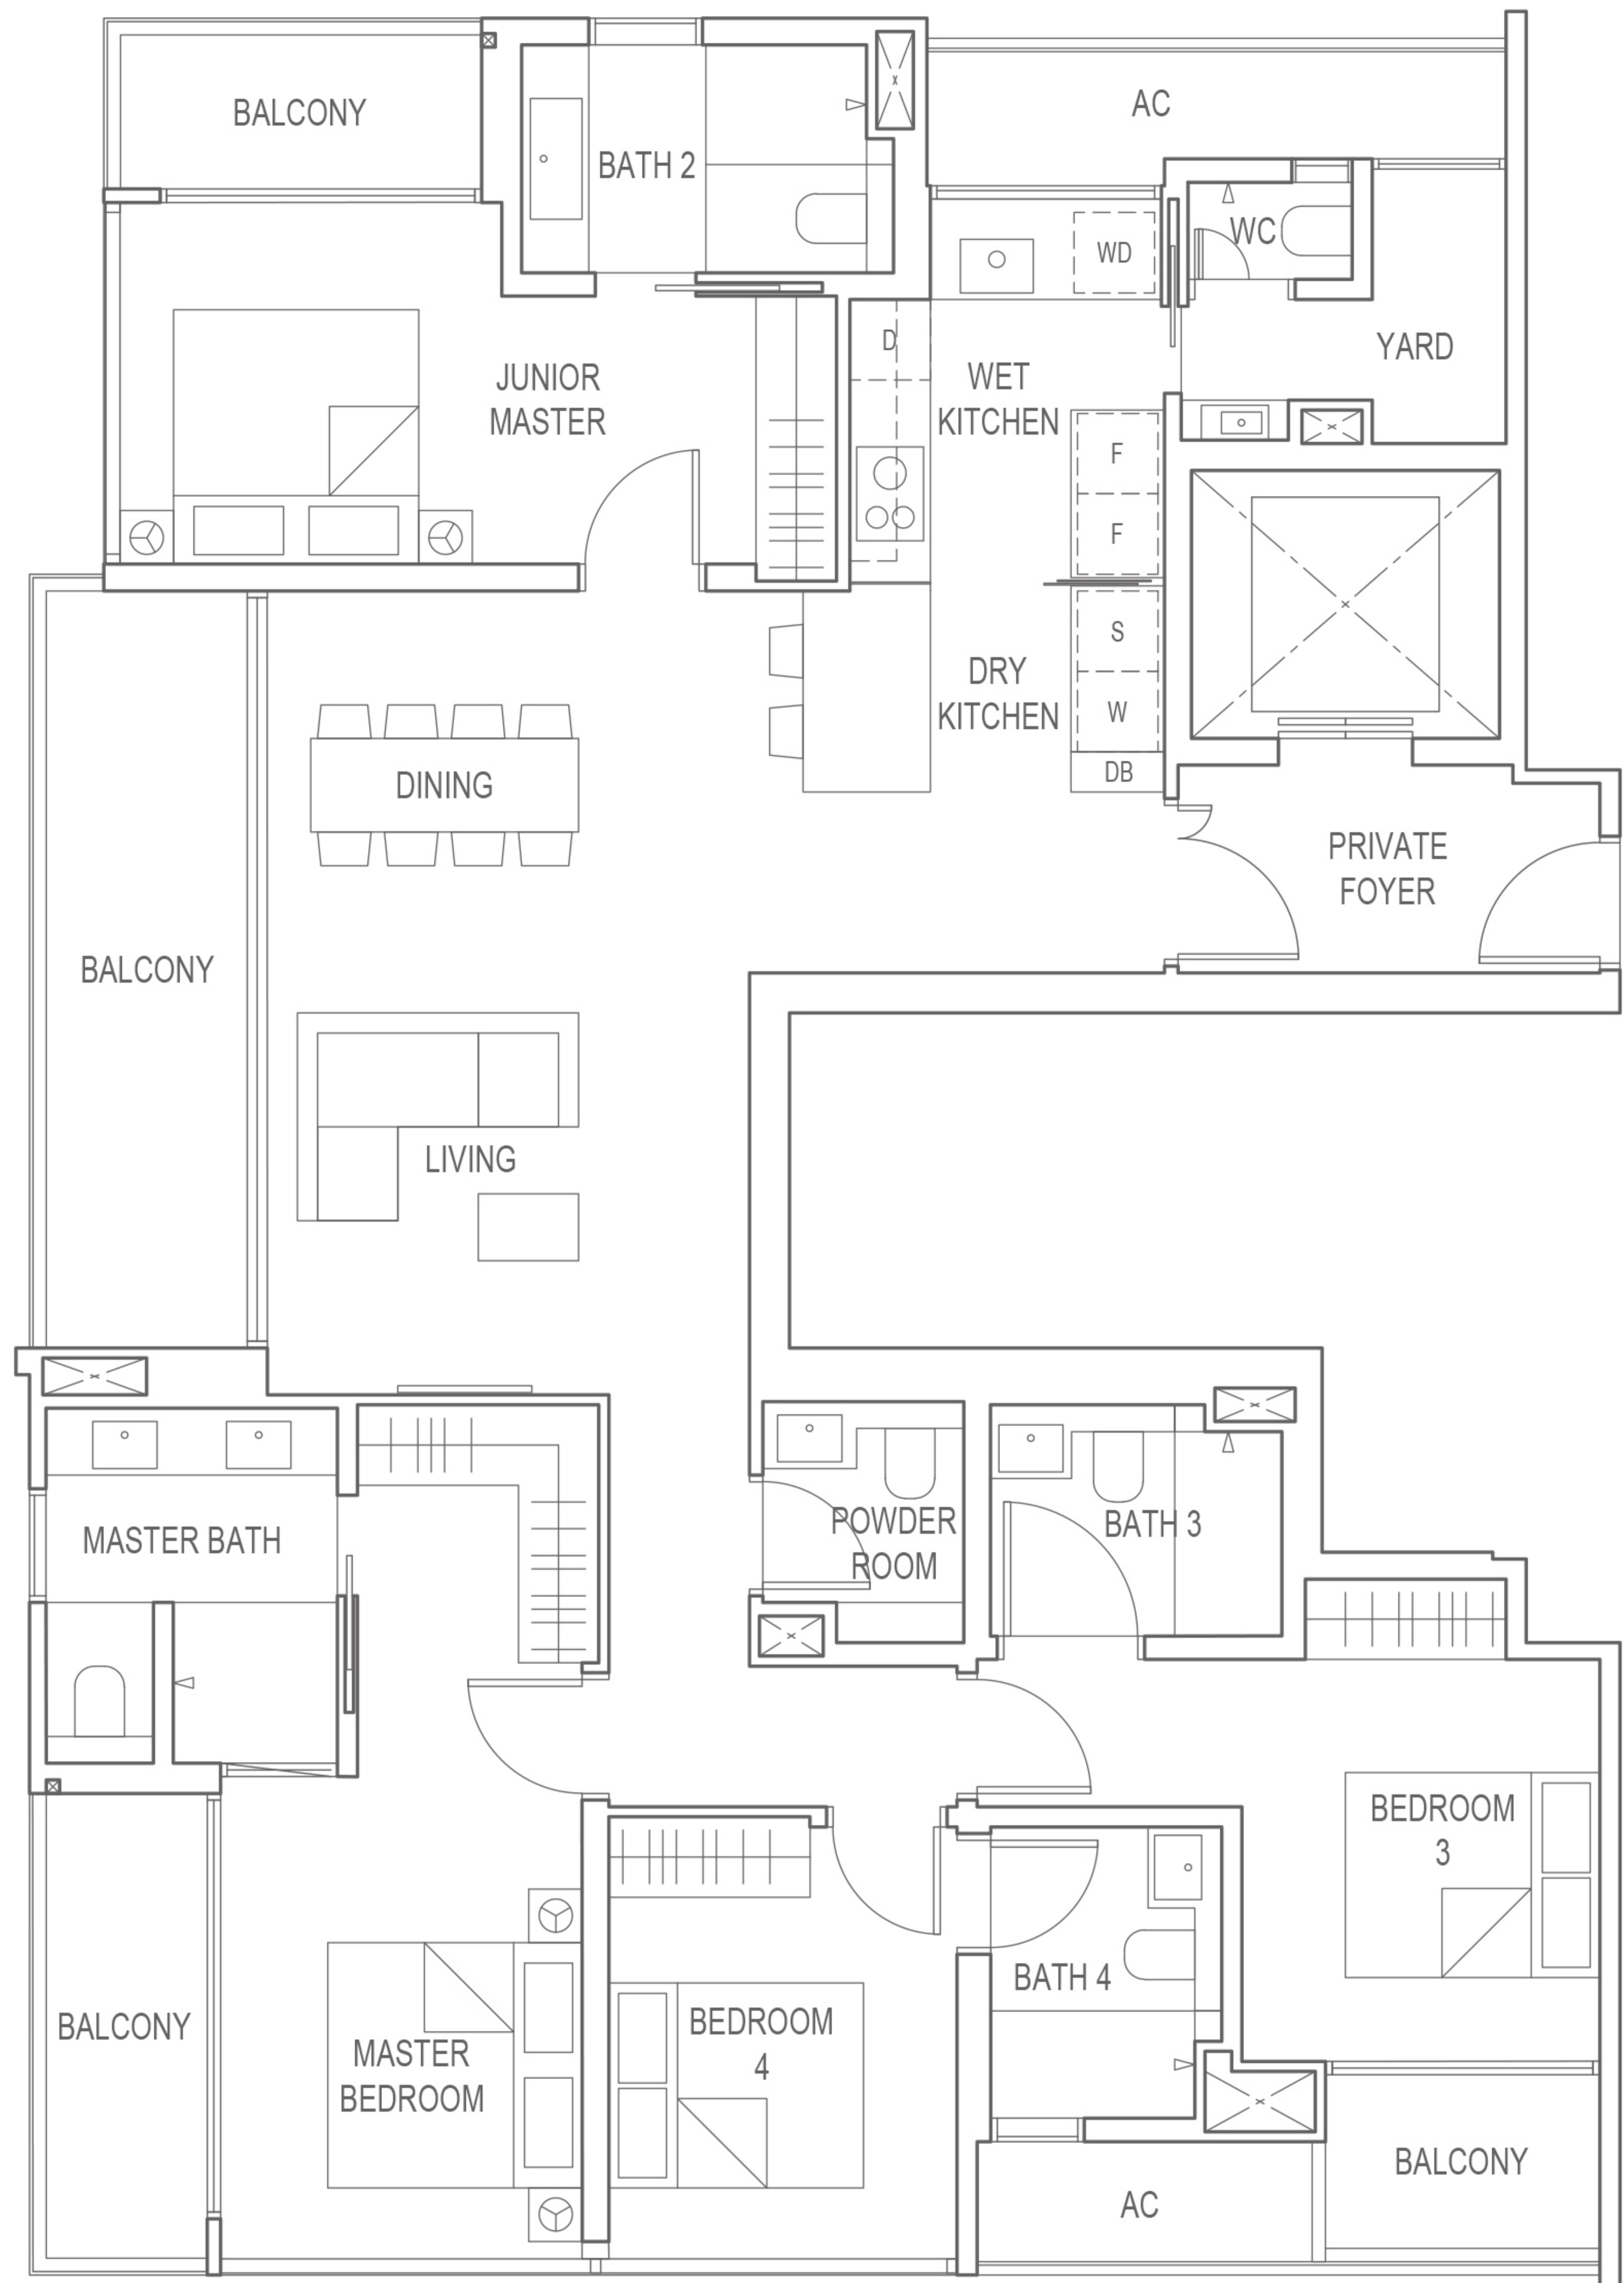 BALCONY
BATH 2
AC
WC
WD
YARD
D
WET
KITCHEN
JUNIOR
MASTER
F
F
S
DRY
KITCHEN
W
DB
DINING
PRIVATE
FOYER
BALCONY
LIVING
MASTER BATH
POWDER
ROOM
BATH 3
BEDROOM
3
BATH 4
BALCONY
MASTER
BEDROOM
BEDROOM
4
BALCONY
AC